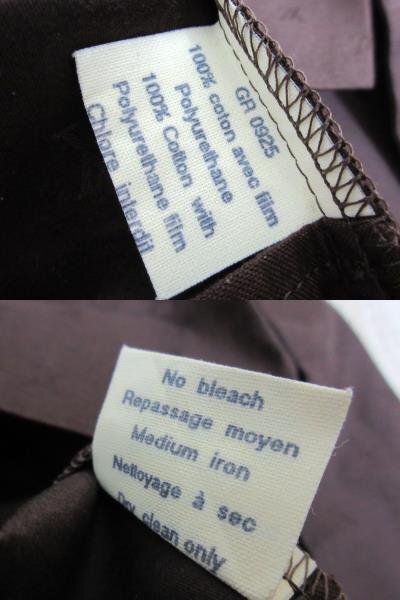 GR 0925
100% coton avec film
Polyurethane
100% Cotton with
Polyurethane film
Chlore interdit
No bleach
Repassage moyen
Medium iron
Nettoyage à sec
Dry clean only